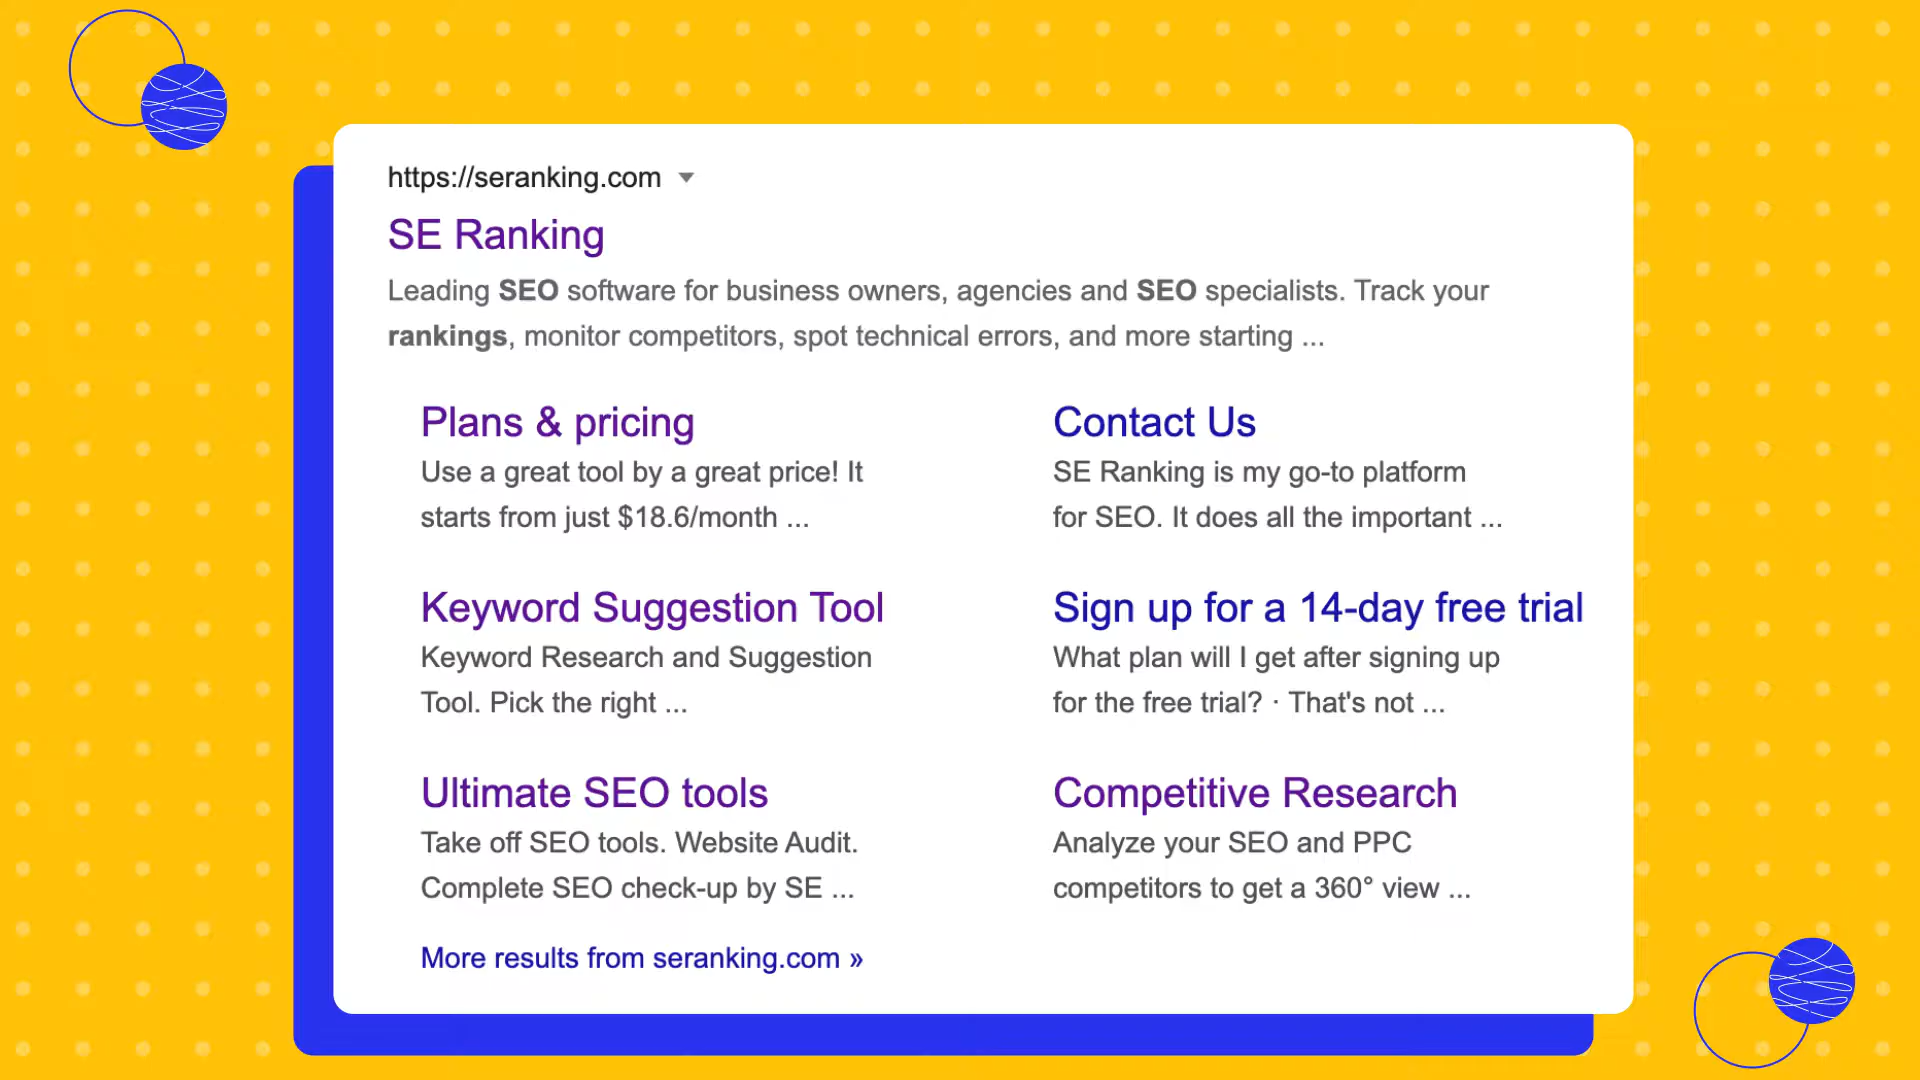 https://seranking.com
SE Ranking
Leading SEO software for business owners, agencies and SEO specialists. Track your
rankings, monitor competitors, spot technical errors, and more starting ...
Plans & pricing
Use a great tool by a great price! It
starts from just $18.6/month ...
Contact Us
SE Ranking is my go-to platform
for SEO. It does all the important ...
Keyword Suggestion Tool
Keyword Research and Suggestion
Tool. Pick the right ...
Sign up for a 14-day free trial
What plan will I get after signing up
for the free trial? · That's not ...
Ultimate SEO tools
Take off SEO tools. Website Audit.
Complete SEO check-up by SE ...
Competitive Research
Analyze your SEO and PPC
competitors to get a 360° view ...
More results from seranking.com »